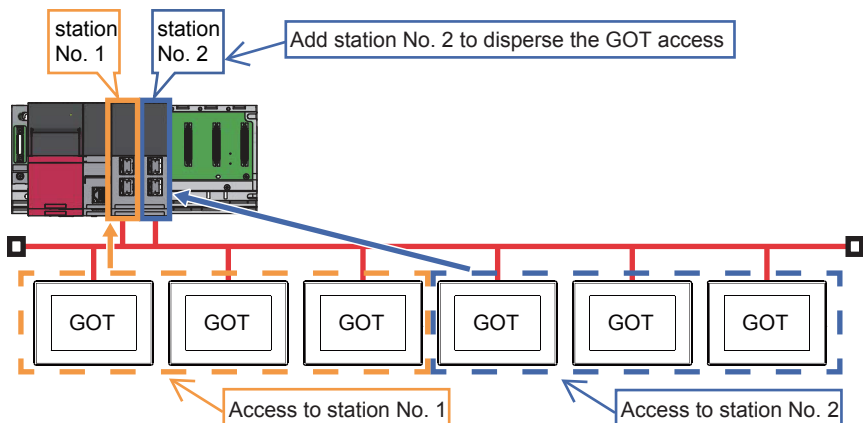 station
No. 1
station
No. 2
Add station No. 2 to disperse the GOT access
GOT
GOT
GOT
GOT
GOT
GOT
Access to station No. 1
Access to station No. 2